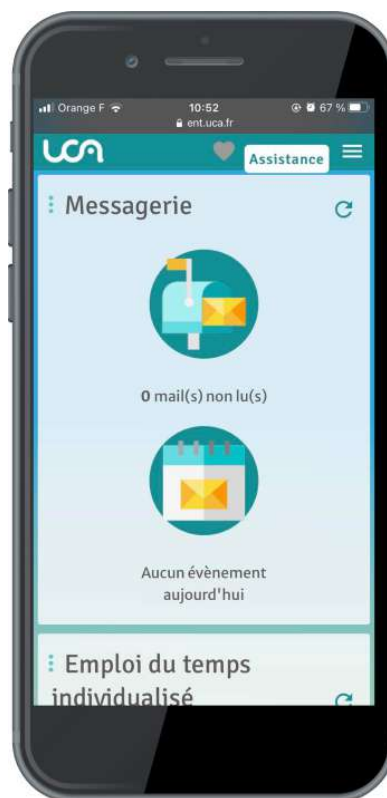 Orange F 10:52 67 %
ent.uca.fr
UCA Assistance
Messagerie
0 mail(s) non lu(s)
Aucun évènement
aujourd'hui
Emploi du temps
individualisé